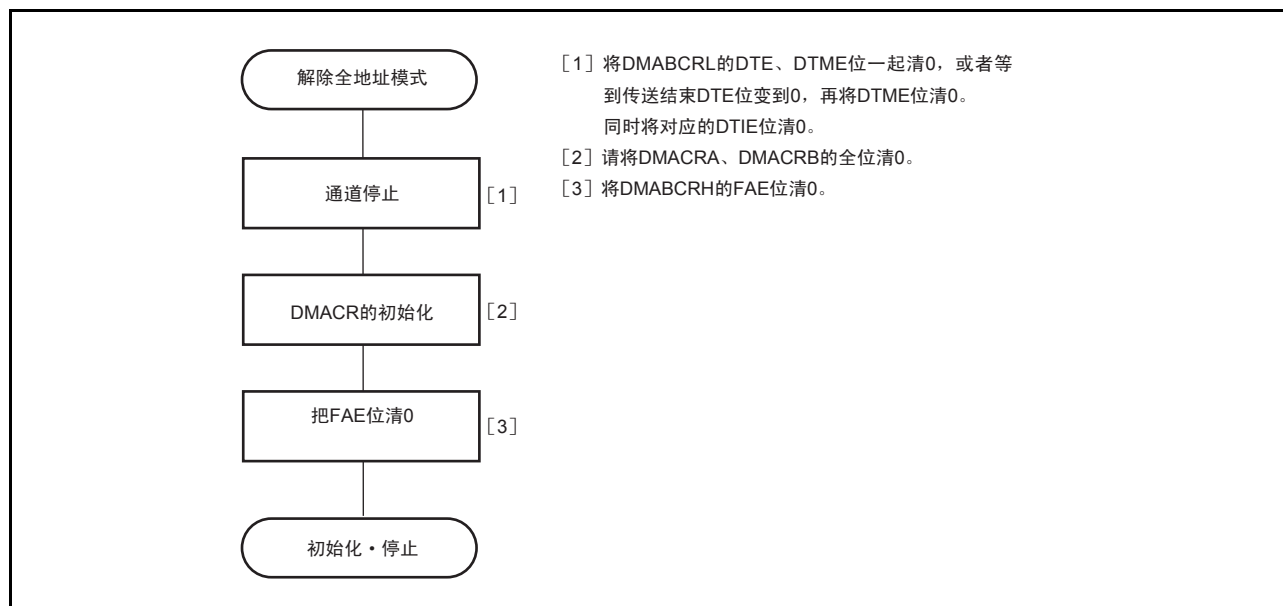 解除全地址模式
通道停止
［1］
DMACR的初始化
［2］
把FAE位清0
［3］
初始化・停止
［1］将DMABCRL的DTE、DTME位一起清0，或者等
到传送结束DTE位变到0，再将DTME位清0。
同时将对应的DTIE位清0。
［2］请将DMACRA、DMACRB的全位清0。
［3］将DMABCRH的FAE位清0。